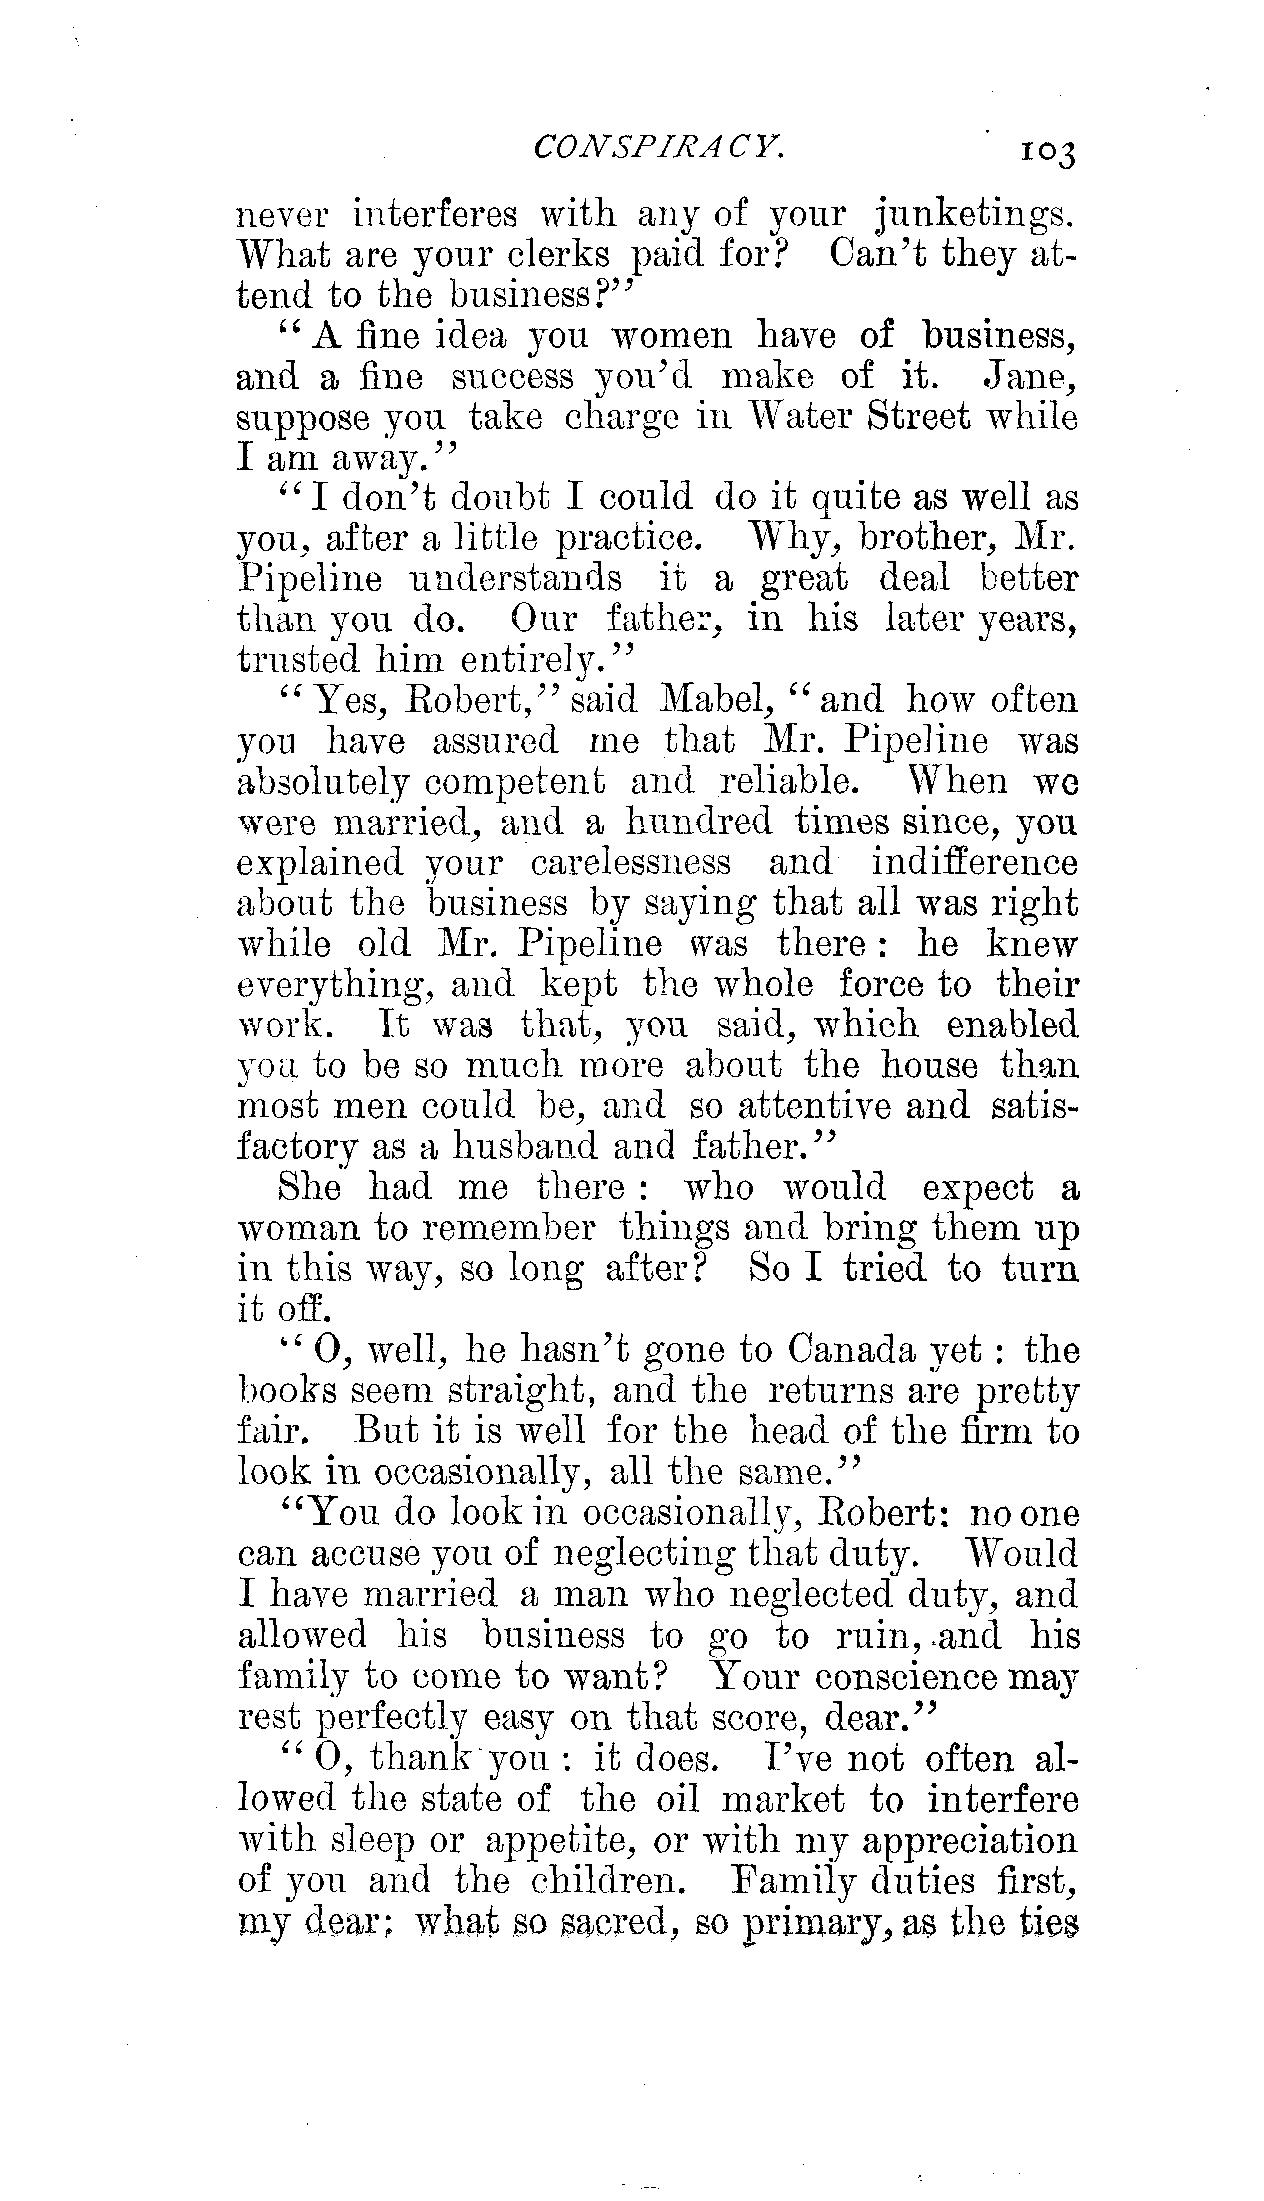 CONSPIRACY. 103
never interferes with any of your junketings.
What are your clerks paid for? Can't they at-
tend to the business?"
"A fine idea you women have of business,
and a fine success you'd make of it. Jane,
suppose you take charge in Water Street while
I am away."
"I don't doubt I could do it quite as well as
you, after a little practice. Why, brother, Mr.
Pipeline understands it a great deal better
than you do. Our father, in his later years,
trusted him entirely."
"Yes, Robert," said Mabel, "and how often
you have assured me that Mr. Pipeline was
absolutely competent and reliable. When we
were married, and a hundred times since, you
explained your carelessness and indifference
about the business by saying that all was right
while old Mr. Pipeline was there : he knew
everything, and kept the whole force to their
work. It was that, you said, which enabled
you to be so much more about the house than
most men could be, and so attentive and satis-
factory as a husband and father."
She had me there : who would expect a
woman to remember things and bring them up
in this way, so long after? So I tried to turn
it off.
"O, well, he hasn't gone to Canada yet : the
books seem straight, and the returns are pretty
fair. But it is well for the head of the firm to
look in occasionally, all the same."
"You do look in occasionally, Robert: no one
can accuse you of neglecting that duty. Would
I have married a man who neglected duty, and
allowed his business to go to ruin, and his
family to come to want? Your conscience may
rest perfectly easy on that score, dear."
"O, thank you : it does. I've not often al-
lowed the state of the oil market to interfere
with sleep or appetite, or with my appreciation
of you and the children. Family duties first,
my dear; what so sacred, so primary, as the ties